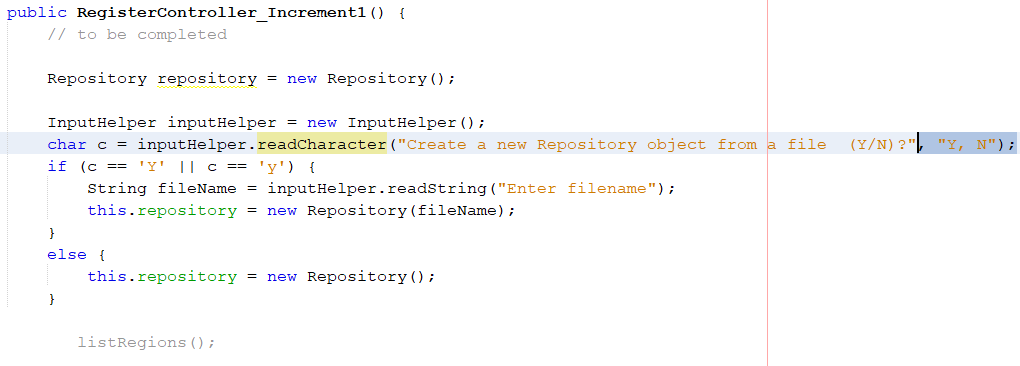 public RegisterController_Increment1() {
// to be completed
Repository repository = new Repository();
InputHelper inputHelper = new InputHelper();
char c = inputHelper.readCharacter("Create a new Repository object from a file  (Y/N)?", "Y, N");
if (c == 'Y' || c == 'y') {
String fileName = inputHelper.readString("Enter filename");
this.repository = new Repository(fileName);
}
else {
this.repository = new Repository();
}
listRegions();